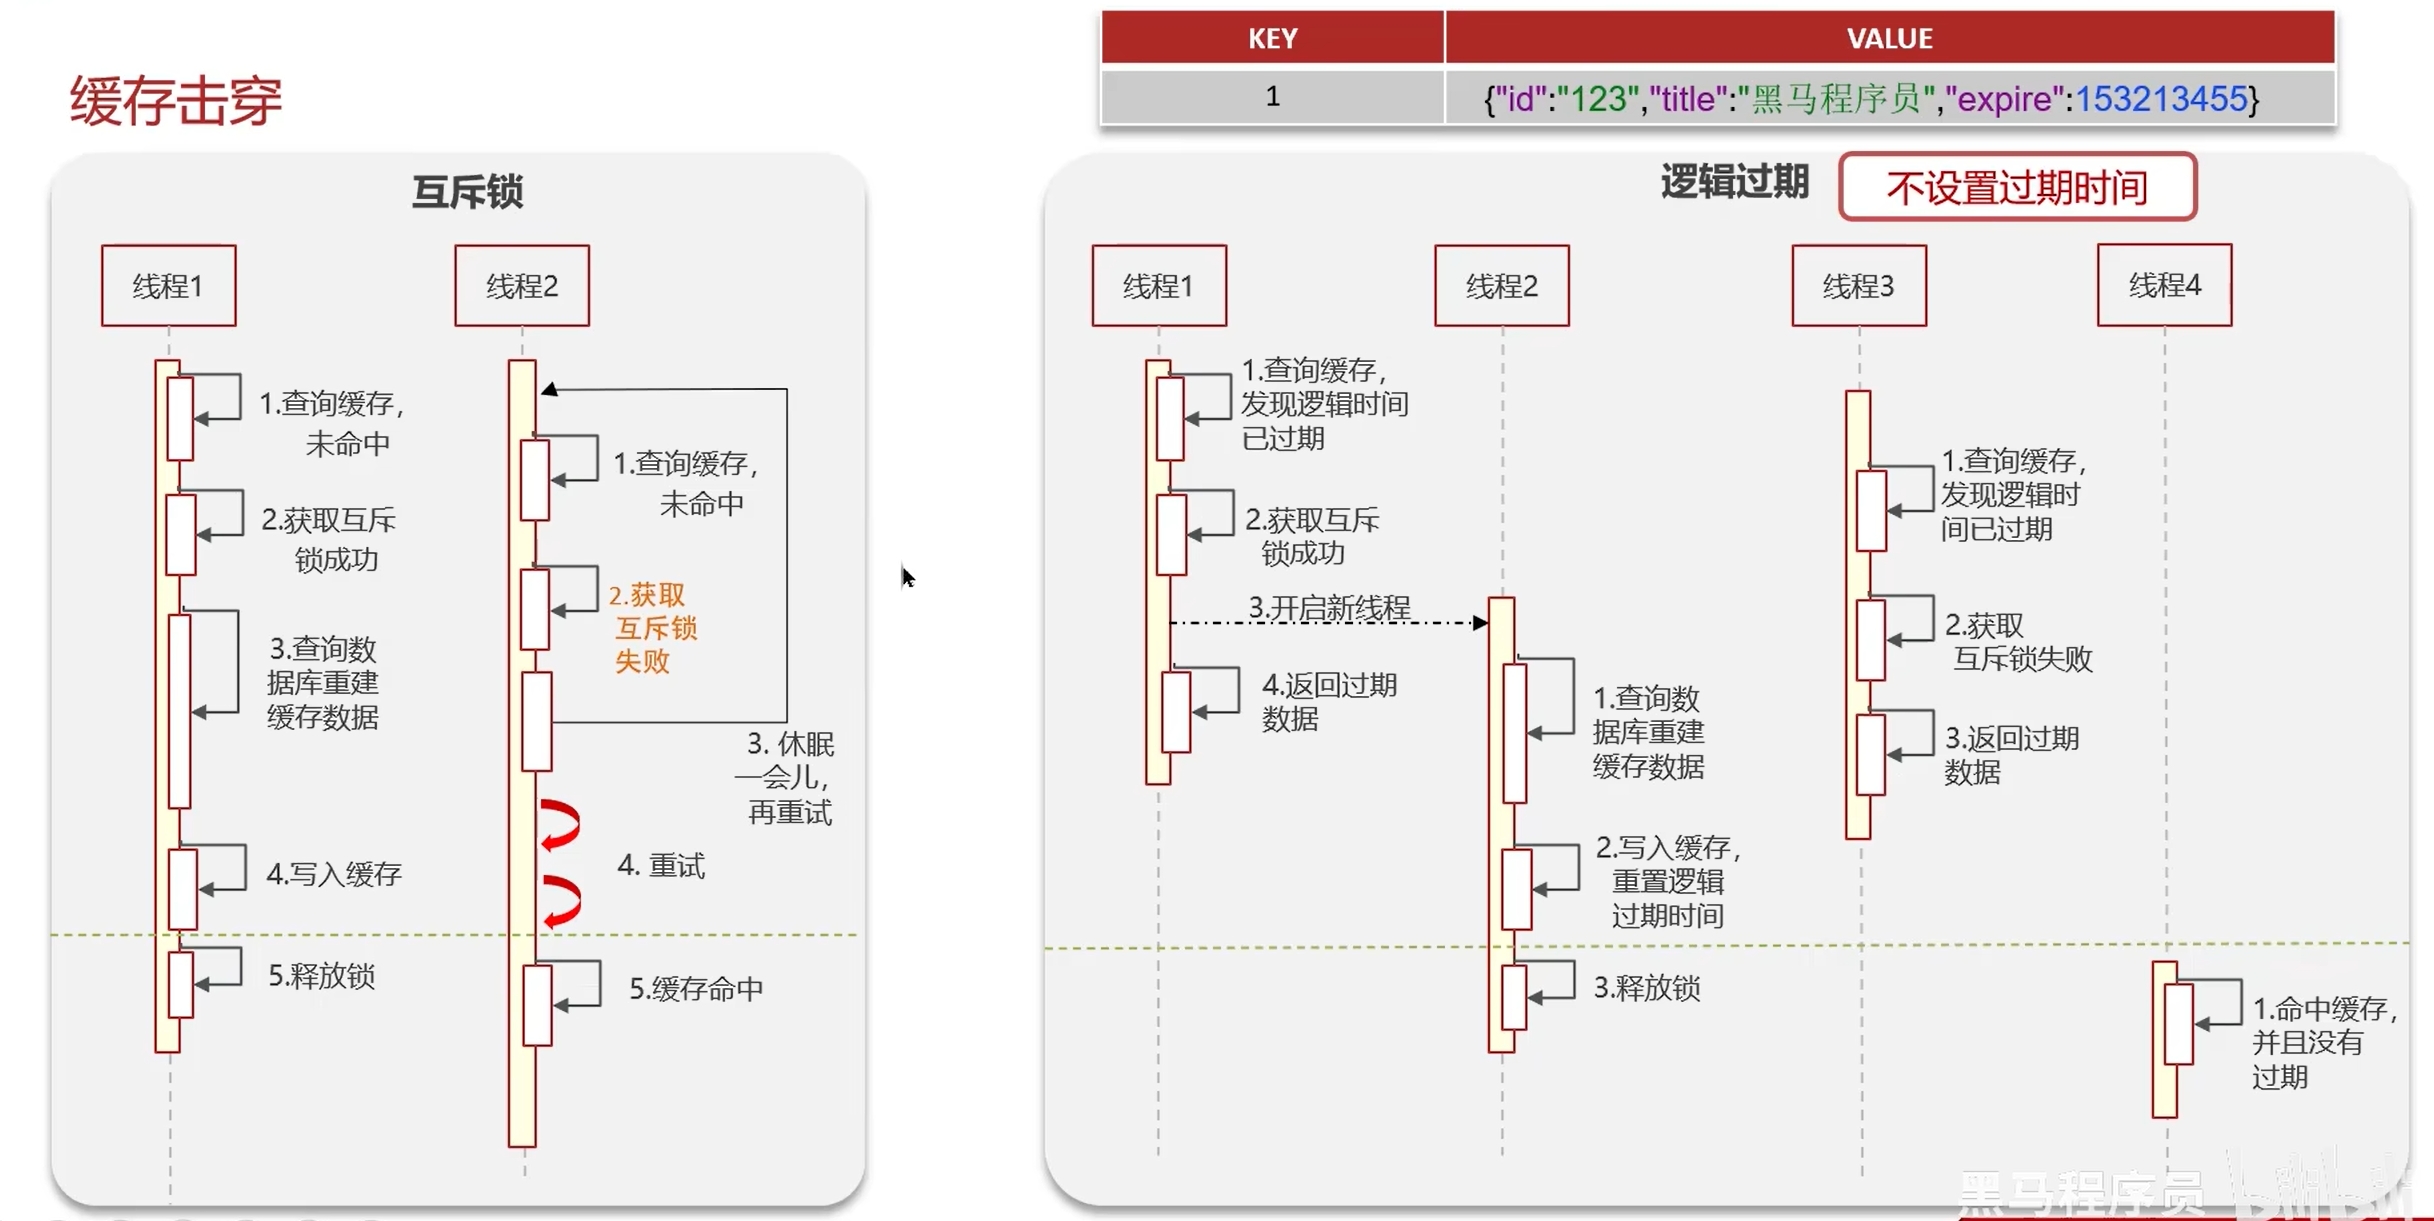 缓存击穿
KEY
VALUE
1
{"id":"123","title":"黑马程序员","expire":153213455}
互斥锁
线程1
线程2
1.查询缓存，
未命中
2.获取互斥
锁成功
3.查询数
据库重建
缓存数据
4.写入缓存
5.释放锁
1.查询缓存，
未命中
2.获取
互斥锁
失败
3. 休眠
一会儿，
再重试
4. 重试
5.缓存命中
逻辑过期
不设置过期时间
线程1
线程2
线程3
线程4
1.查询缓存，
发现逻辑时间
已过期
2.获取互斥
锁成功
3.开启新线程
4.返回过期
数据
1.查询数
据库重建
缓存数据
2.写入缓存，
重置逻辑
过期时间
3.释放锁
1.查询缓存，
发现逻辑时
间已过期
2.获取
互斥锁失败
3.返回过期
数据
1.命中缓存，
并且没有
过期
黑马程序员
bilibili